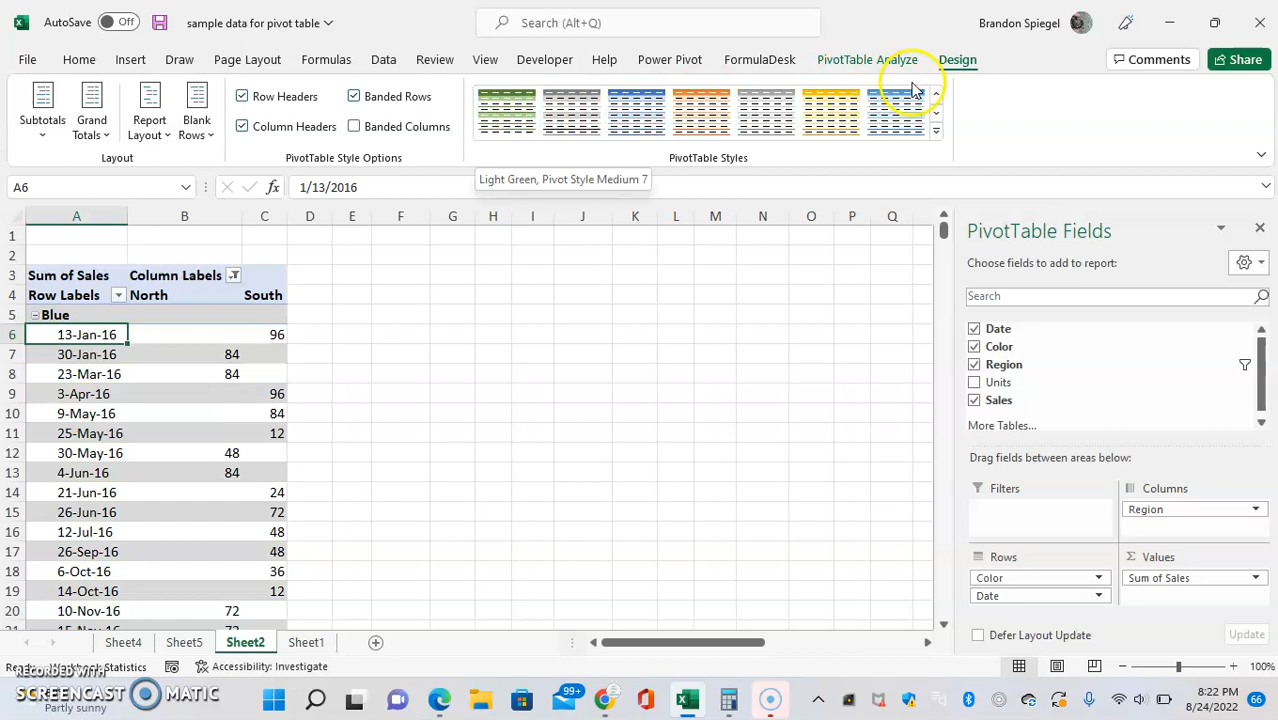 AutoSave Off sample data for pivot table Search (Alt+Q) Brandon Spiegel
File Home Insert Draw Page Layout Formulas Data Review View Developer Help Power Pivot FormulaDesk PivotTable Analyze Design Comments Share
Subtotals Grand Totals Report Layout Blank Rows
Row Headers Banded Rows
Column Headers Banded Columns
Layout PivotTable Style Options PivotTable Styles
Light Green, Pivot Style Medium 7
A6 fx 1/13/2016
A B C D E F G H I J K L M N O P Q
1
2
3 Sum of Sales Column Labels
4 Row Labels North South
5 Blue
6 13-Jan-16 96
7 30-Jan-16 84
8 23-Mar-16 84
9 3-Apr-16 96
10 9-May-16 84
11 25-May-16 12
12 30-May-16 48
13 4-Jun-16 84
14 21-Jun-16 24
15 26-Jun-16 72
16 12-Jul-16 48
17 26-Sep-16 48
18 6-Oct-16 36
19 14-Oct-16 12
20 10-Nov-16 72
PivotTable Fields
Choose fields to add to report:
Search
Date
Color
Region
Units
Sales
More Tables...
Drag fields between areas below:
Filters Columns
Region
Rows Σ Values
Color Sum of Sales
Date
Defer Layout Update Update
Sheet4 Sheet5 Sheet2 Sheet1
Statistics Accessibility: Investigate 100%
RECORDED WITH
SCREENCAST MATIC
Partly sunny
99+
8:22 PM
8/24/2022
66